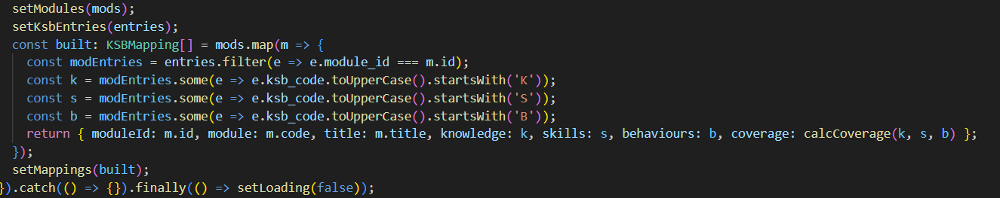 setModules(mods);
setKsbEntries(entries);
const built: KSBMapping[] = mods.map(m => {
const modEntries = entries.filter(e => e.module_id === m.id);
const k = modEntries.some(e => e.ksb_code.toUpperCase().startsWith('K'));
const s = modEntries.some(e => e.ksb_code.toUpperCase().startsWith('S'));
const b = modEntries.some(e => e.ksb_code.toUpperCase().startsWith('B'));
return { moduleId: m.id, module: m.code, title: m.title, knowledge: k, skills: s, behaviours: b, coverage: calcCoverage(k, s, b) };
});
setMappings(built);
}).catch(() => {}).finally(() => setLoading(false));